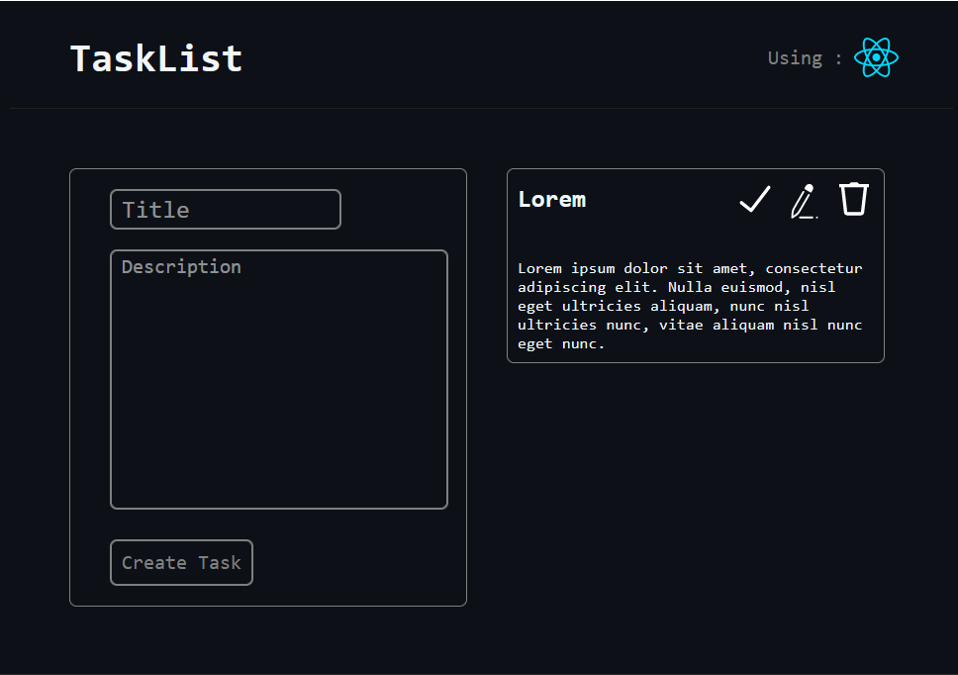 TaskList
Using :
Title
Description
Create Task
Lorem
Lorem ipsum dolor sit amet, consectetur
adipiscing elit. Nulla euismod, nisl
eget ultricies aliquam, nunc nisl
ultricies nunc, vitae aliquam nisl nunc
eget nunc.